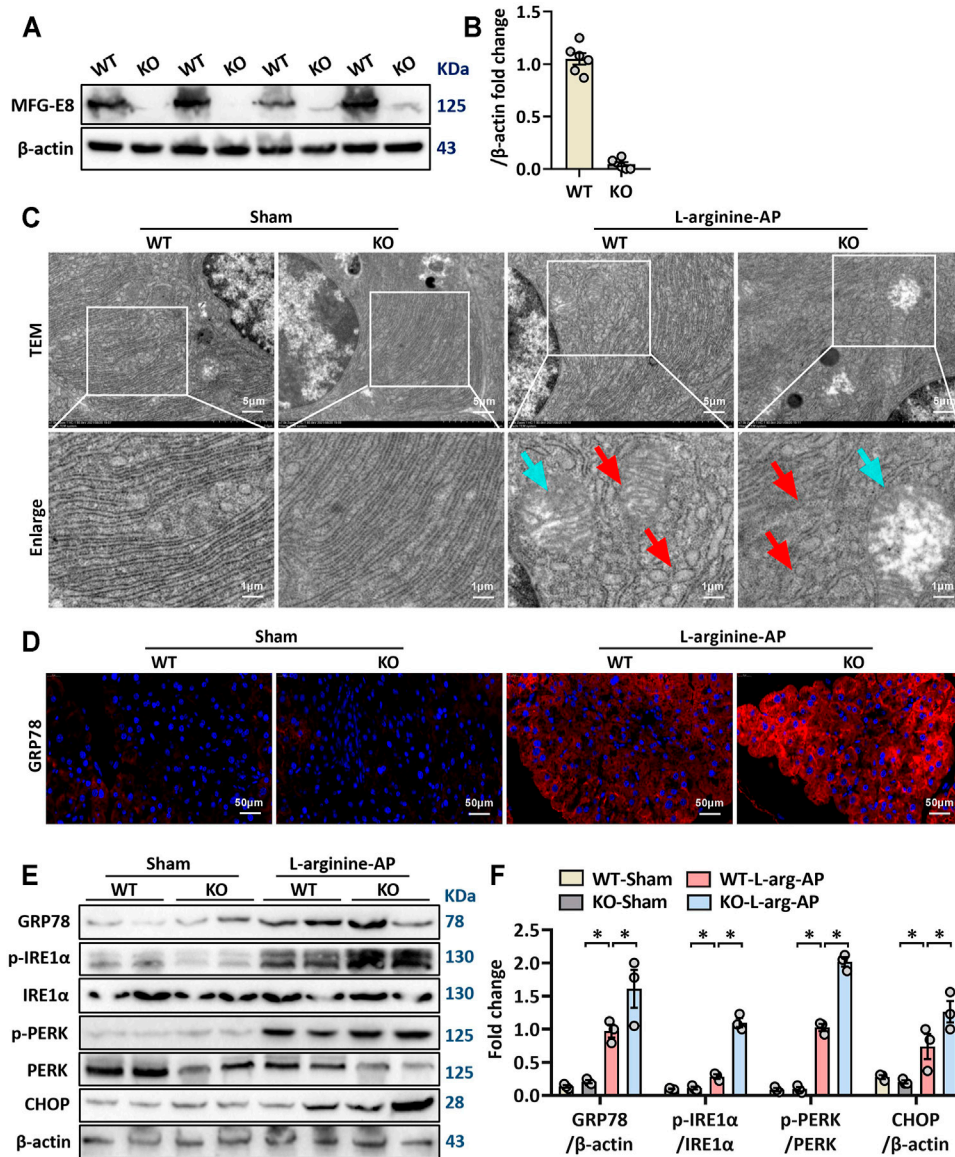 A
WT KO WT KO WT KO WT KO KDa
MFG-E8 125
β-actin 43
B
/β-actin fold change
1.5
1.0
0.5
0.0
WT KO
C
Sham L-arginine-AP
WT KO WT KO
TEM
5μm 5μm 5μm 5μm
Enlarge
1μm 1μm 1μm 1μm
D
Sham L-arginine-AP
WT KO WT KO
GRP78
50μm 50μm 50μm 50μm
E
Sham L-arginine-AP
WT KO WT KO KDa
GRP78 78
p-IRE1α 130
IRE1α 130
p-PERK 125
PERK 125
CHOP 28
β-actin 43
F
WT-Sham WT-L-arg-AP
KO-Sham KO-L-arg-AP
Fold change
2.5
2.0
1.5
1.0
0.5
0.0
* * * * * * * *
GRP78 p-IRE1α p-PERK CHOP
/β-actin /IRE1α /PERK /β-actin